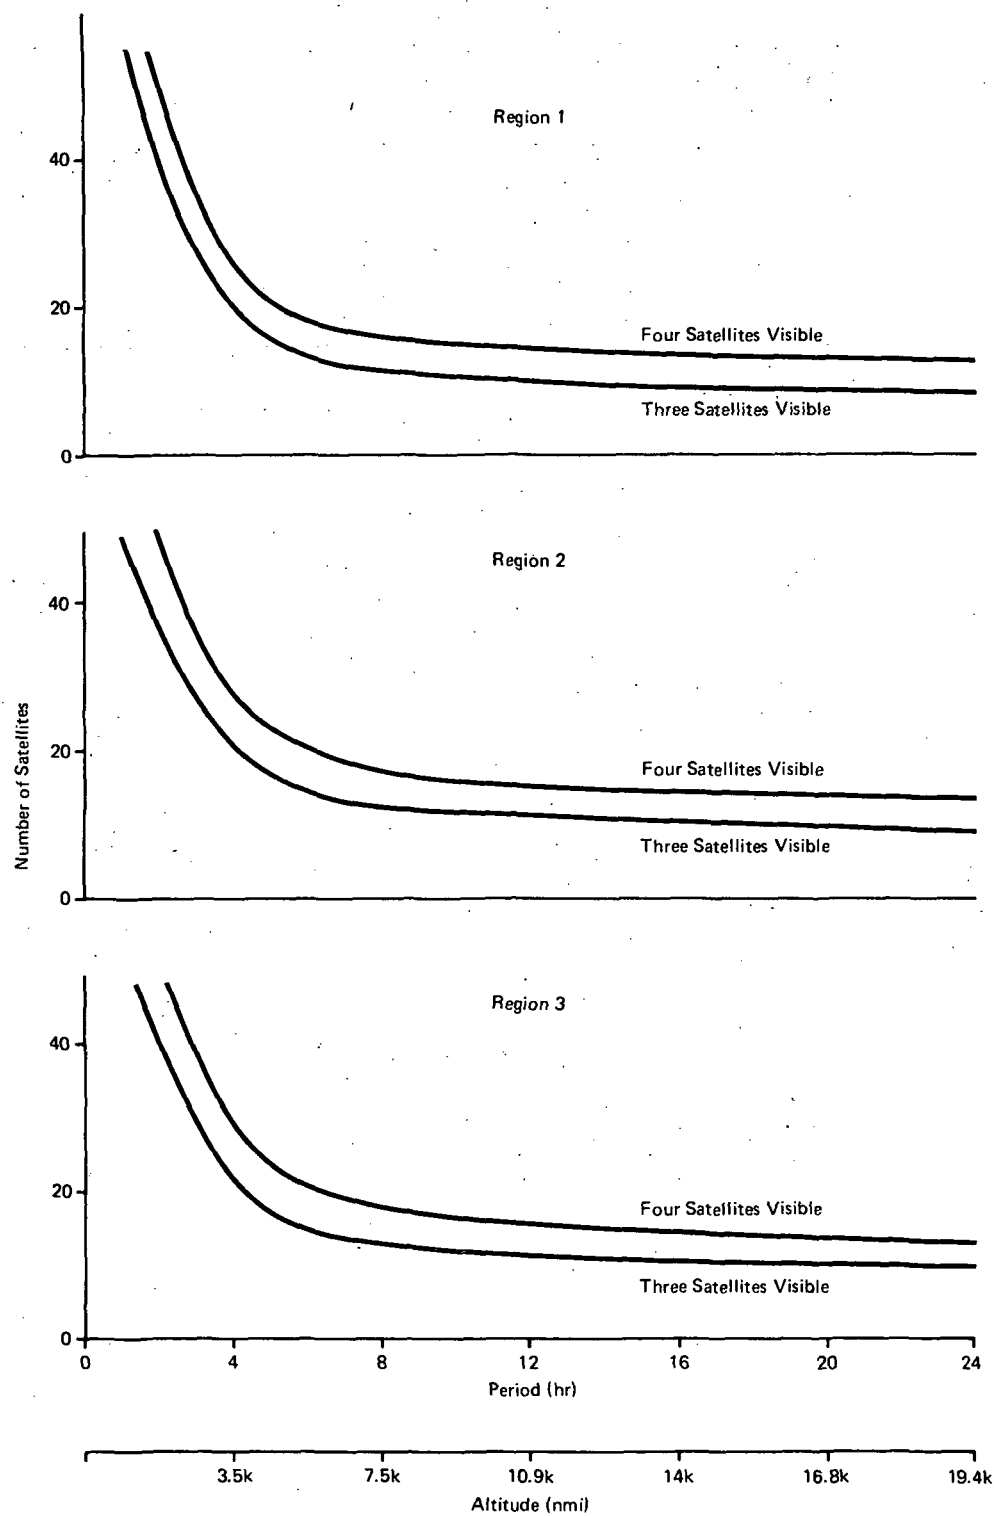 Region 1
40
20
0
Four Satellites Visible
Three Satellites Visible
Region 2
40
20
0
Four Satellites Visible
Three Satellites Visible
Number of Satellites
Region 3
40
20
0
Four Satellites Visible
Three Satellites Visible
0 4 8 12 16 20 24
Period (hr)
3.5k 7.5k 10.9k 14k 16.8k 19.4k
Altitude (nmi)